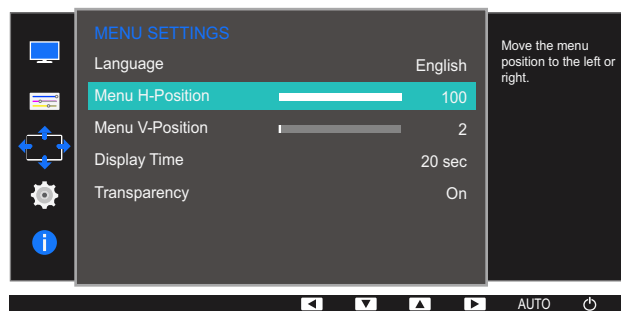 MENU SETTINGS
Language English
Menu H-Position 100
Menu V-Position 2
Display Time 20 sec
Transparency On
Move the menu
position to the left or
right.
AUTO